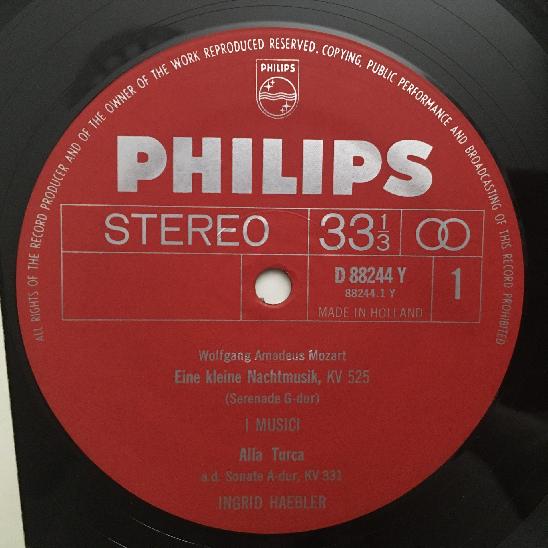 ALL RIGHTS OF THE RECORD PRODUCER AND OF THE OWNER OF THE WORK REPRODUCED RESERVED. COPYING, PUBLIC PERFORMANCE AND BROADCASTING OF THIS RECORD PROHIBITED
PHILIPS
PHILIPS
STEREO 33 1/3
D 88244 Y 1
88244.1 Y
MADE IN HOLLAND
Wolfgang Amadeus Mozart
Eine kleine Nachtmusik, KV 525
(Serenade G-dur)
I MUSICI
Alla Turca
a.d. Sonate A-dur, KV 331
INGRID HAEBLER